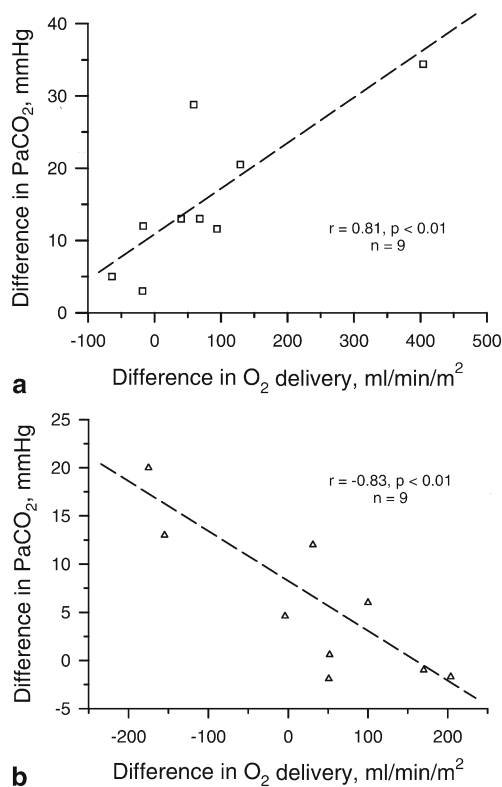 40
30
20
10
0
Difference in PaCO2, mmHg
r = 0.81, p < 0.01
n = 9
-100 0 100 200 300 400 500
Difference in O2 delivery, ml/min/m2
a
25
20
15
10
5
0
-5
Difference in PaCO2, mmHg
r = -0.83, p < 0.01
n = 9
-200 -100 0 100 200
Difference in O2 delivery, ml/min/m2
b